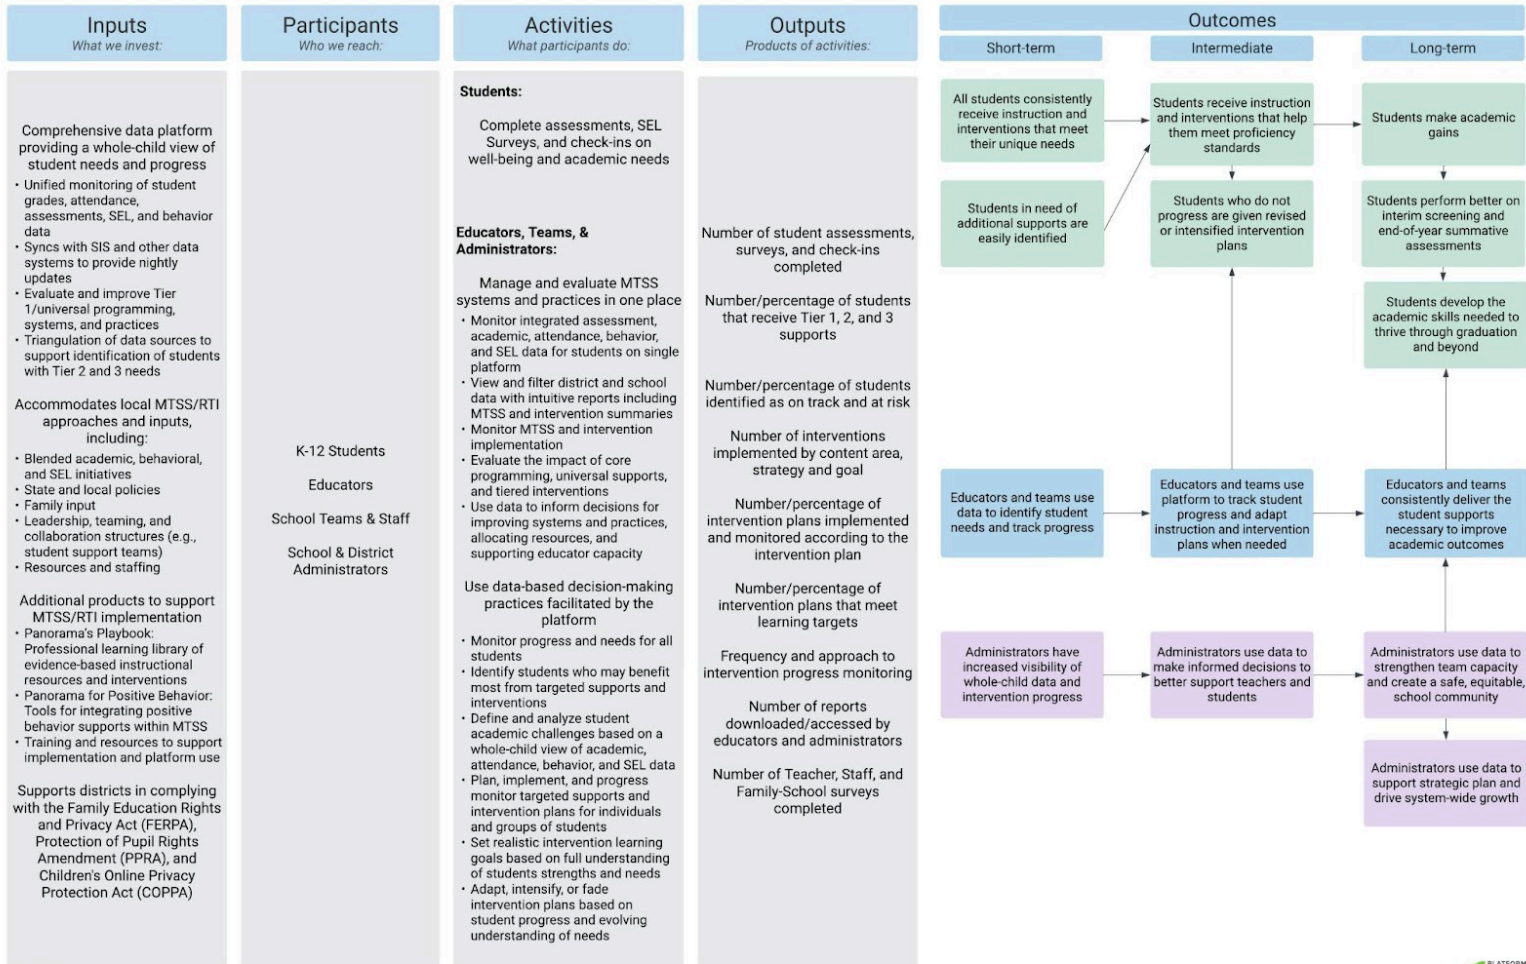 Inputs
What we invest:
Comprehensive data platform
providing a whole-child view of
student needs and progress
• Unified monitoring of student
grades, attendance,
assessments, SEL, and behavior
data
• Syncs with SIS and other data
systems to provide nightly
updates
• Evaluate and improve Tier
1/universal programming,
systems, and practices
• Triangulation of data sources to
support identification of students
with Tier 2 and 3 needs
Accommodates local MTSS/RTI
approaches and inputs,
including:
• Blended academic, behavioral,
and SEL initiatives
• State and local policies
• Family input
• Leadership, teaming, and
collaboration structures (e.g.,
student support teams)
• Resources and staffing
Additional products to support
MTSS/RTI implementation
• Panorama's Playbook:
Professional learning library of
evidence-based instructional
resources and interventions
• Panorama for Positive Behavior:
Tools for integrating positive
behavior supports within MTSS
• Training and resources to support
implementation and platform use
Supports districts in complying
with the Family Education Rights
and Privacy Act (FERPA),
Protection of Pupil Rights
Amendment (PPRA), and
Children's Online Privacy
Protection Act (COPPA)
Participants
Who we reach:
K-12 Students
Educators
School Teams & Staff
School & District
Administrators
Activities
What participants do:
Students:
Complete assessments, SEL
Surveys, and check-ins on
well-being and academic needs
Educators, Teams, &
Administrators:
Manage and evaluate MTSS
systems and practices in one place
• Monitor integrated assessment,
academic, attendance, behavior,
and SEL data for students on single
platform
• View and filter district and school
data with intuitive reports including
MTSS and intervention summaries
• Monitor MTSS and intervention
implementation
• Evaluate the impact of core
programming, universal supports,
and tiered interventions
• Use data to inform decisions for
improving systems and practices,
allocating resources, and
supporting educator capacity
Use data-based decision-making
practices facilitated by the
platform
• Monitor progress and needs for all
students
• Identify students who may benefit
most from targeted supports and
interventions
• Define and analyze student
academic challenges based on a
whole-child view of academic,
attendance, behavior, and SEL data
• Plan, implement, and progress
monitor targeted supports and
intervention plans for individuals
and groups of students
• Set realistic intervention learning
goals based on full understanding
of students strengths and needs
• Adapt, intensify, or fade
intervention plans based on
student progress and evolving
understanding of needs
Outputs
Products of activities:
Number of student assessments,
surveys, and check-ins
completed
Number/percentage of students
that receive Tier 1, 2, and 3
supports
Number/percentage of students
identified as on track and at risk
Number of interventions
implemented by content area,
strategy and goal
Number/percentage of
intervention plans implemented
and monitored according to the
intervention plan
Number/percentage of
intervention plans that meet
learning targets
Frequency and approach to
intervention progress monitoring
Number of reports
downloaded/accessed by
educators and administrators
Number of Teacher, Staff, and
Family-School surveys
completed
Outcomes
Short-term
Intermediate
Long-term
All students consistently
receive instruction and
interventions that meet
their unique needs
Students receive instruction
and interventions that help
them meet proficiency
standards
Students make academic
gains
Students in need of
additional supports are
easily identified
Students who do not
progress are given revised
or intensified intervention
plans
Students perform better on
interim screening and
end-of-year summative
assessments
Students develop the
academic skills needed to
thrive through graduation
and beyond
Educators and teams use
data to identify student
needs and track progress
Educators and teams use
platform to track student
progress and adapt
instruction and intervention
plans when needed
Educators and teams
consistently deliver the
student supports
necessary to improve
academic outcomes
Administrators have
increased visibility of
whole-child data and
intervention progress
Administrators use data to
make informed decisions to
better support teachers and
students
Administrators use data to
strengthen team capacity
and create a safe, equitable,
school community
Administrators use data to
support strategic plan and
drive system-wide growth